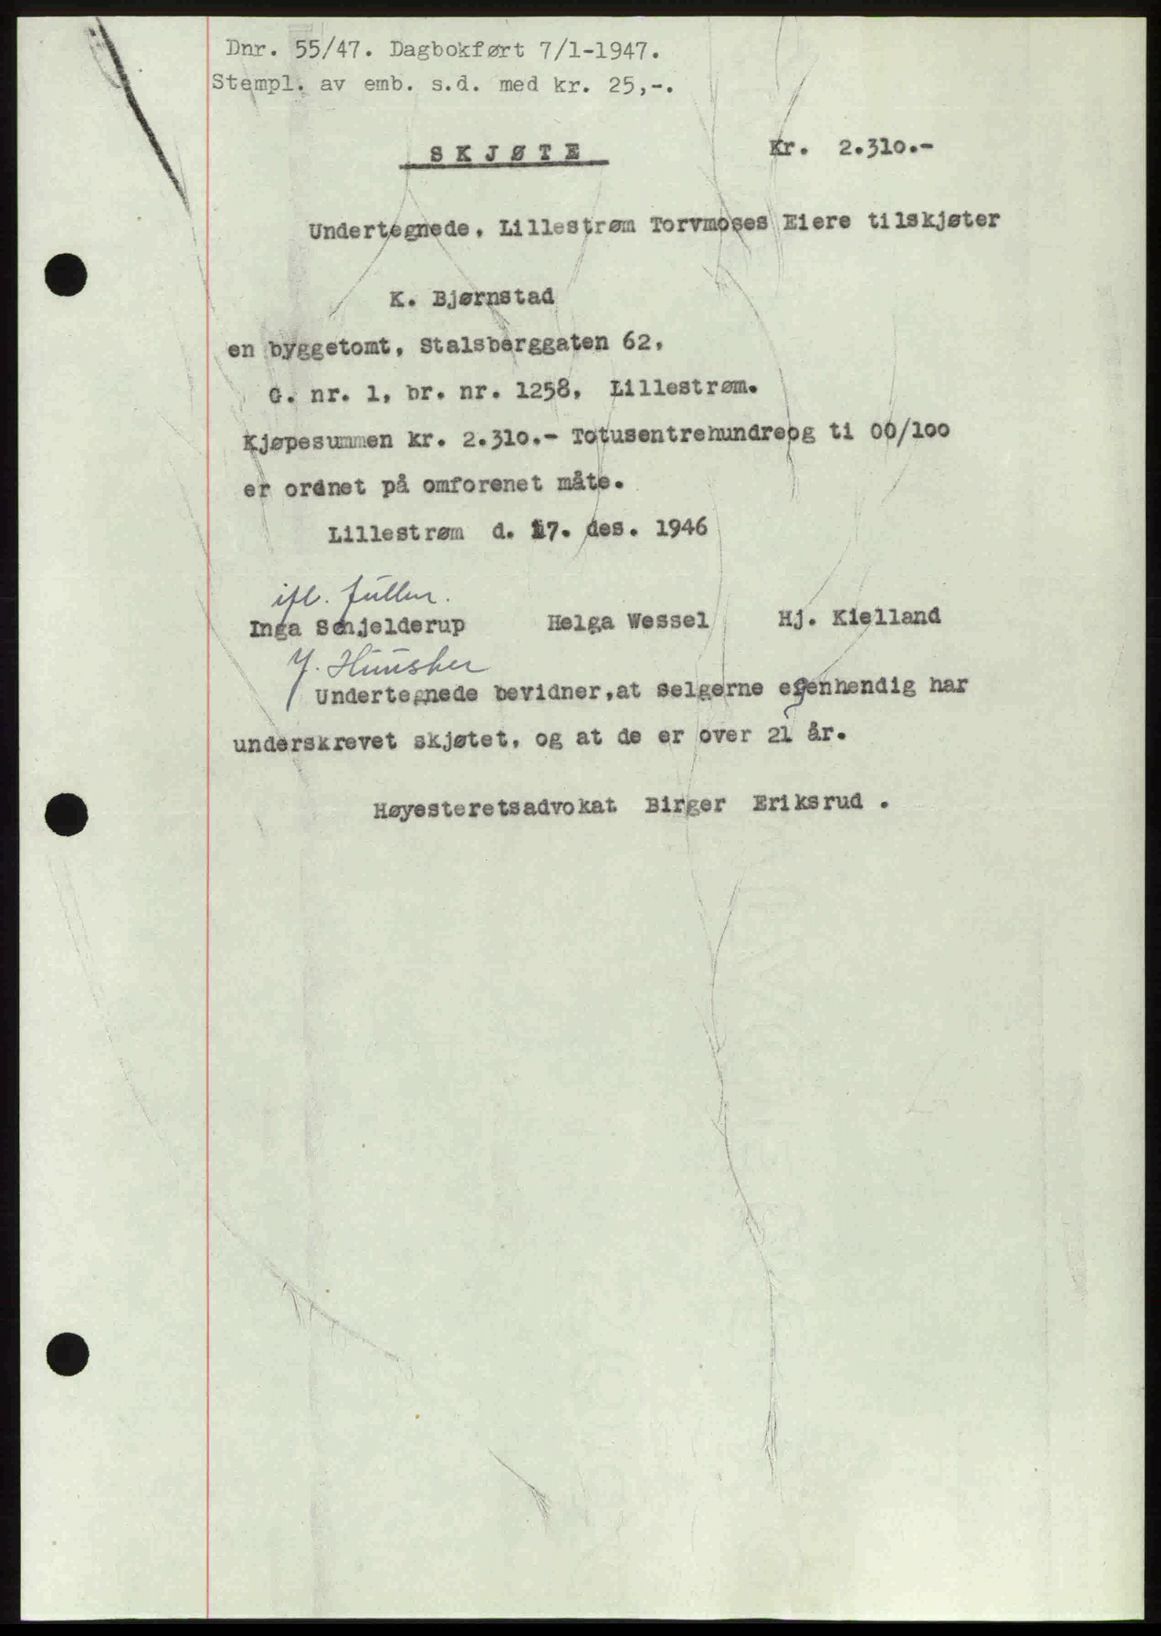 Dnr. 55/47. Dagbokført 7/1-1947.
Stempl. av emb. s.d. med kr. 25,-.
SKJØTE Kr. 2.310.-
Undertegnede, Lillestrøm Torvmoses Eiere tilskjøter
K. Bjørnstad
en byggetomt, Stalsberggaten 62,
G. nr. 1, br. nr. 1258, Lillestrøm.
Kjøpesummen kr. 2.310.- Totusentrehundreog ti 00/100
er ordnet på omforenet måte.
Lillestrøm d. 17. des. 1946
ifl. fullm.
Inga Schjelderup Helga Wessel Hj. Kielland
Undertegnede bevidner, at selgerne egenhendig har
underskrevet skjøtet, og at de er over 21 år.
Høyesteretsadvokat Birger Eriksrud .